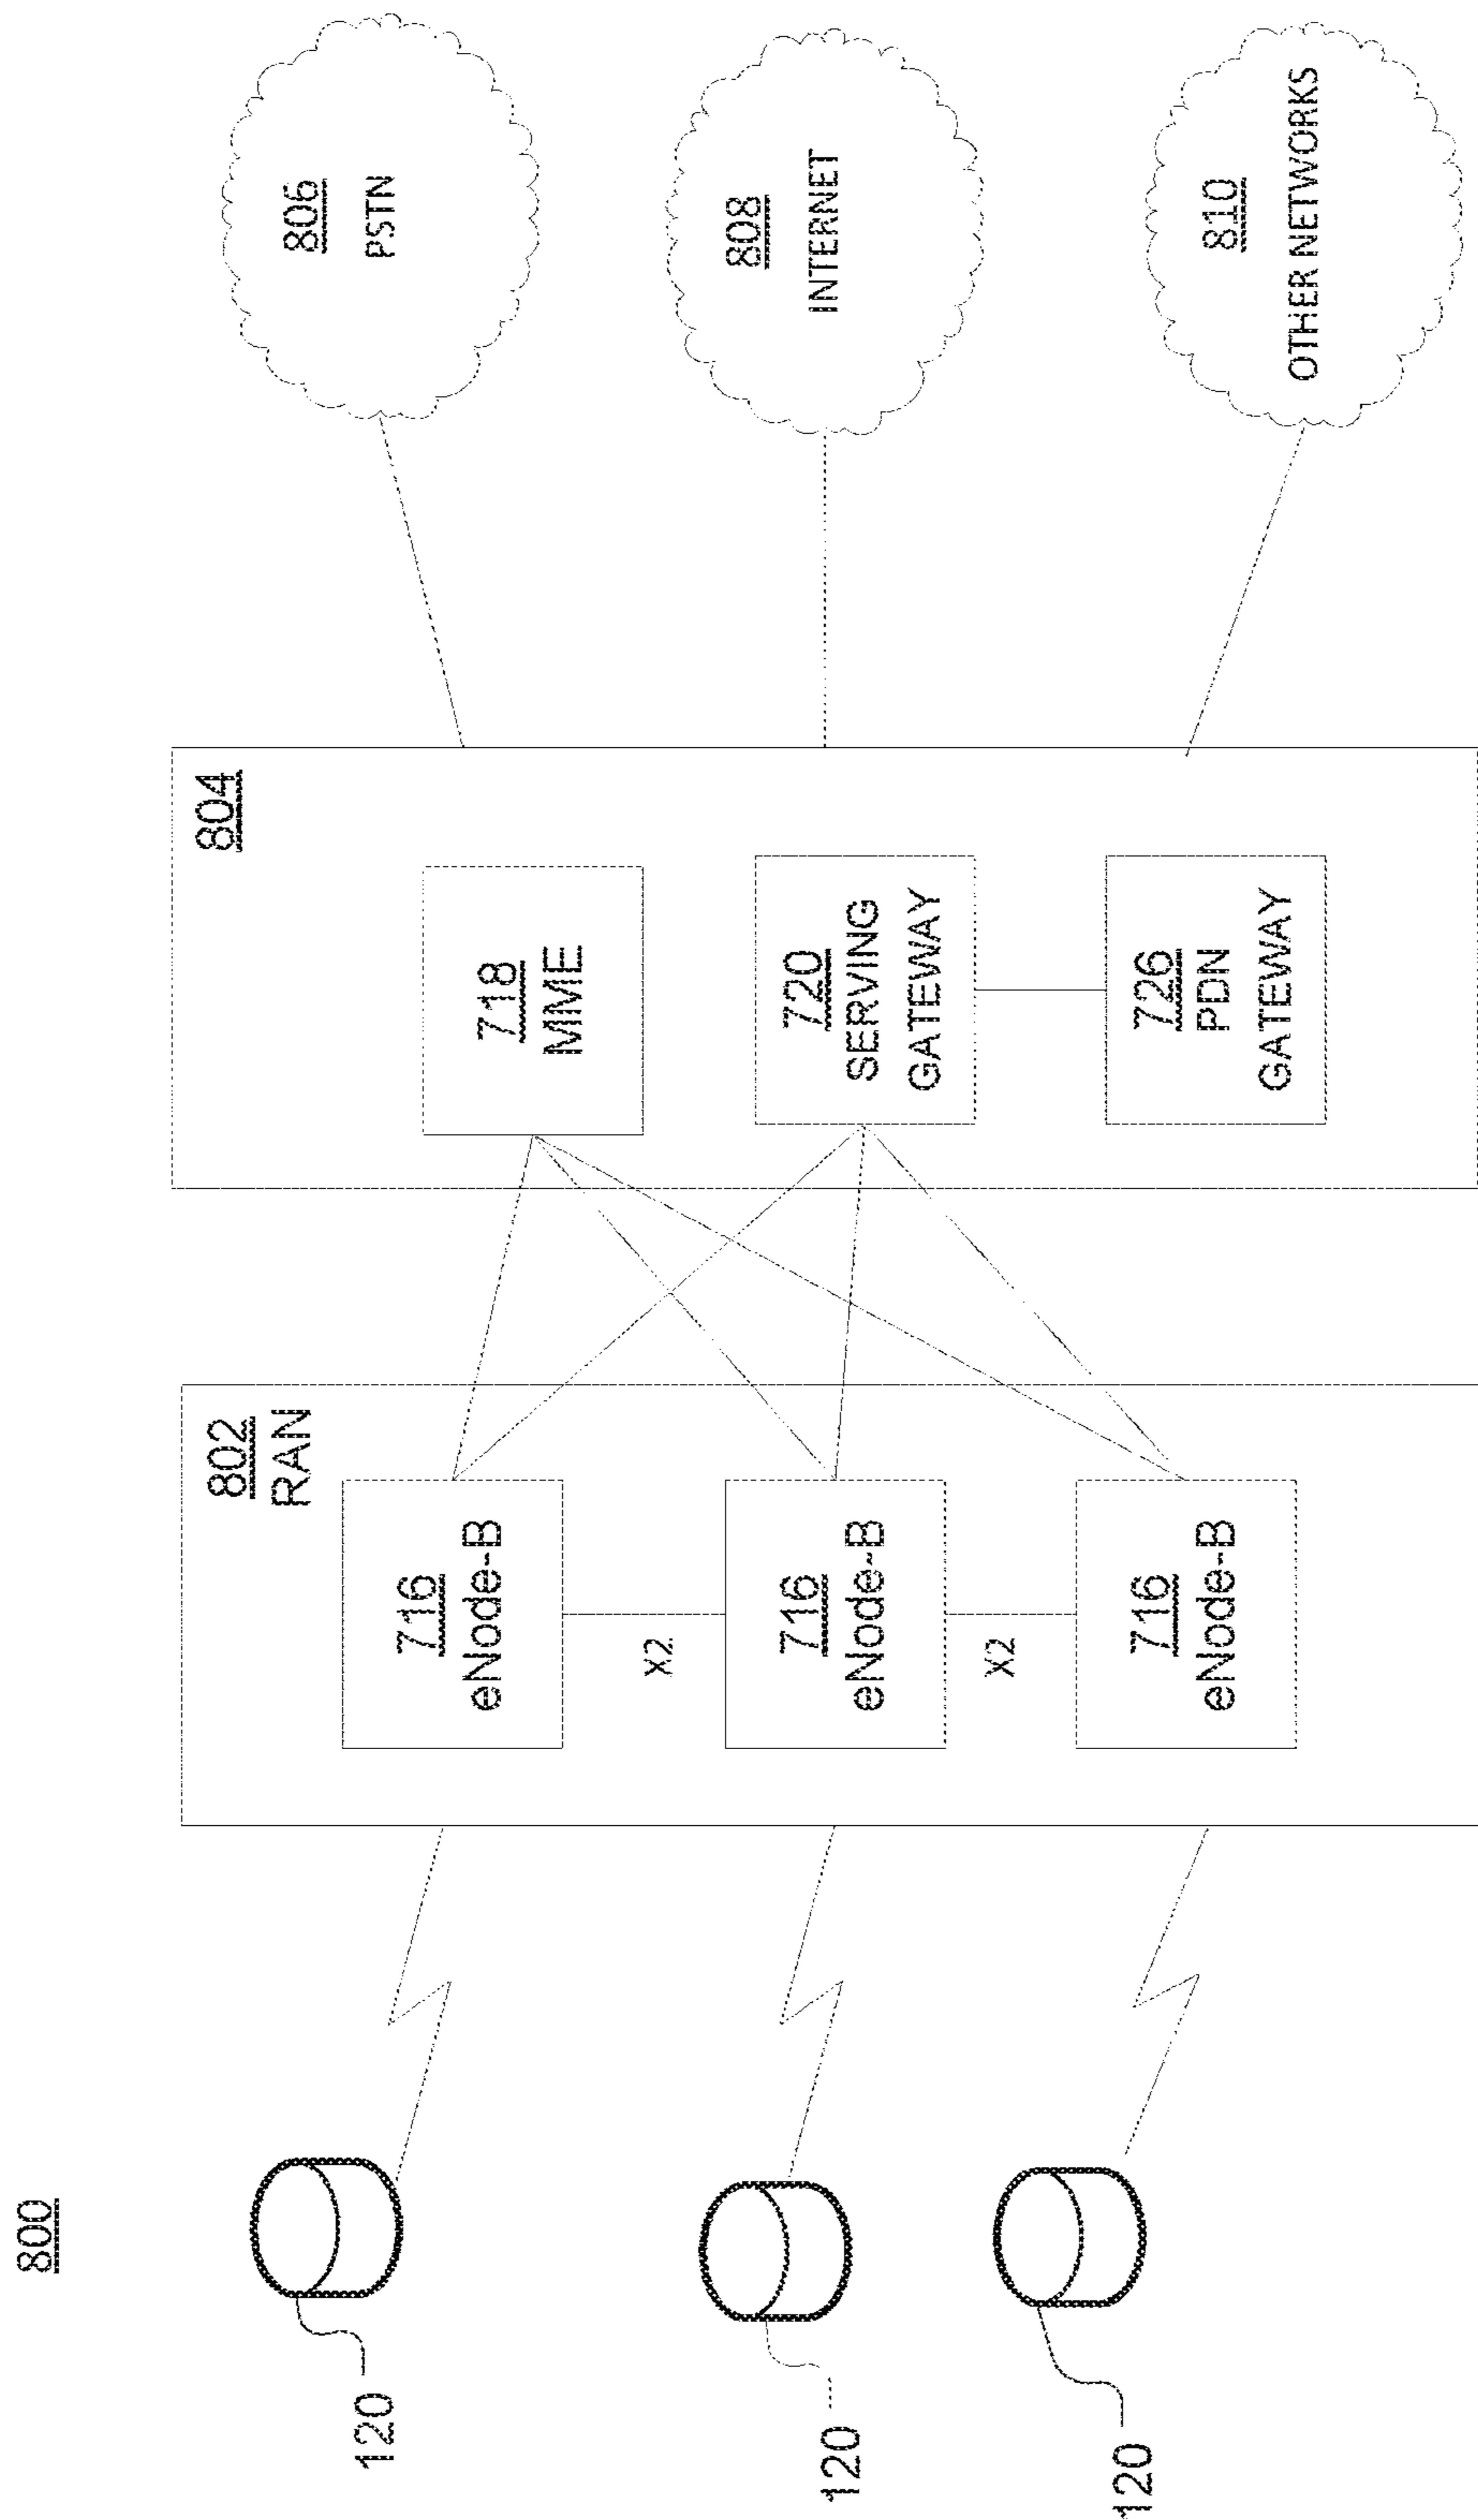 800
120
120
120
802
RAN
716
eNode-B
X2
716
eNode-B
X2
716
eNode-B
804
718
MME
720
SERVING
GATEWAY
726
PDN
GATEWAY
806
PSTN
808
INTERNET
810
OTHER NETWORKS